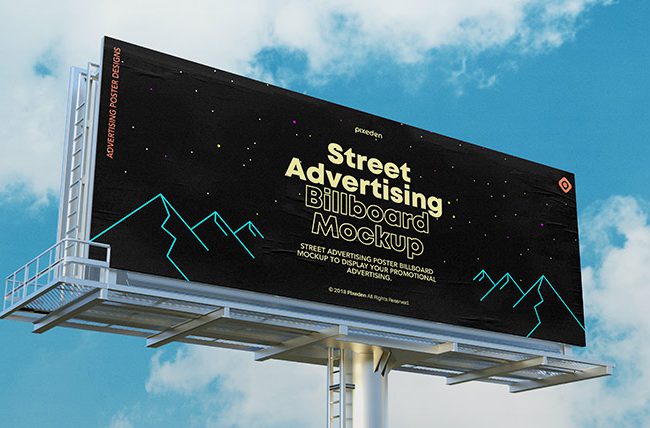 ADVERTISING POSTER DESIGNS
pixeden
Street
Advertising
Billboard
Mockup
STREET ADVERTISING POSTER BILLBOARD
MOCKUP TO DISPLAY YOUR PROMOTIONAL
ADVERTISING.
© 2018 Pixeden All Rights Reserved.